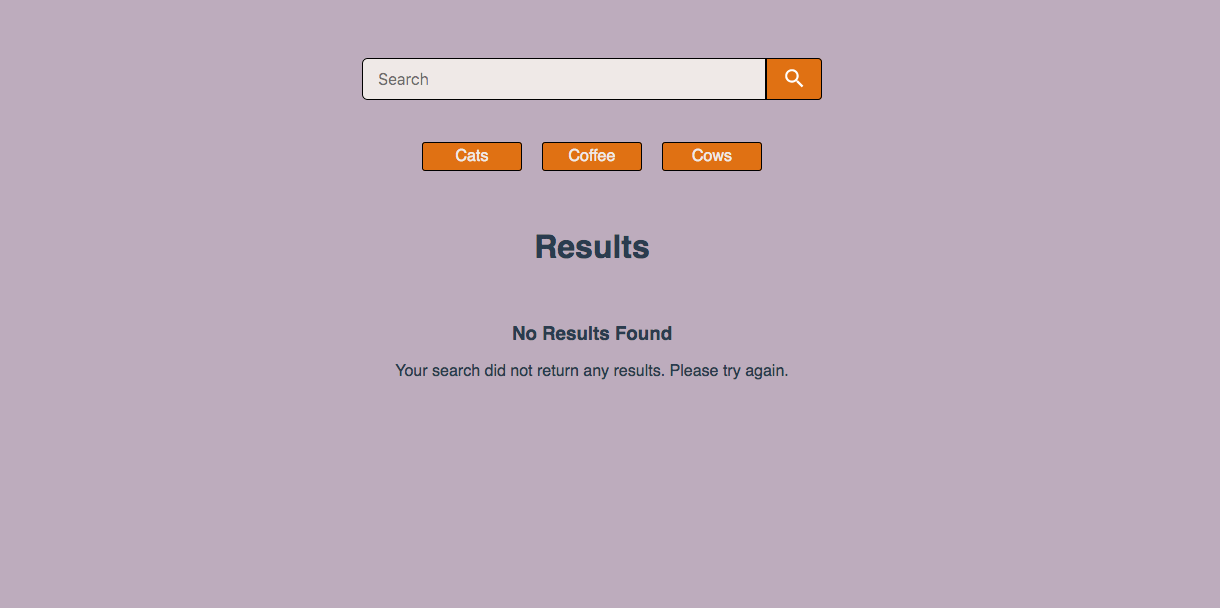 Search
Cats Coffee Cows
Results
No Results Found
Your search did not return any results. Please try again.